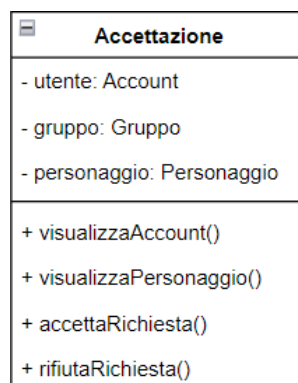 Accettazione
- utente: Account
- gruppo: Gruppo
- personaggio: Personaggio
+ visualizzaAccount()
+ visualizzaPersonaggio()
+ accettaRichiesta()
+ rifiutaRichiesta()